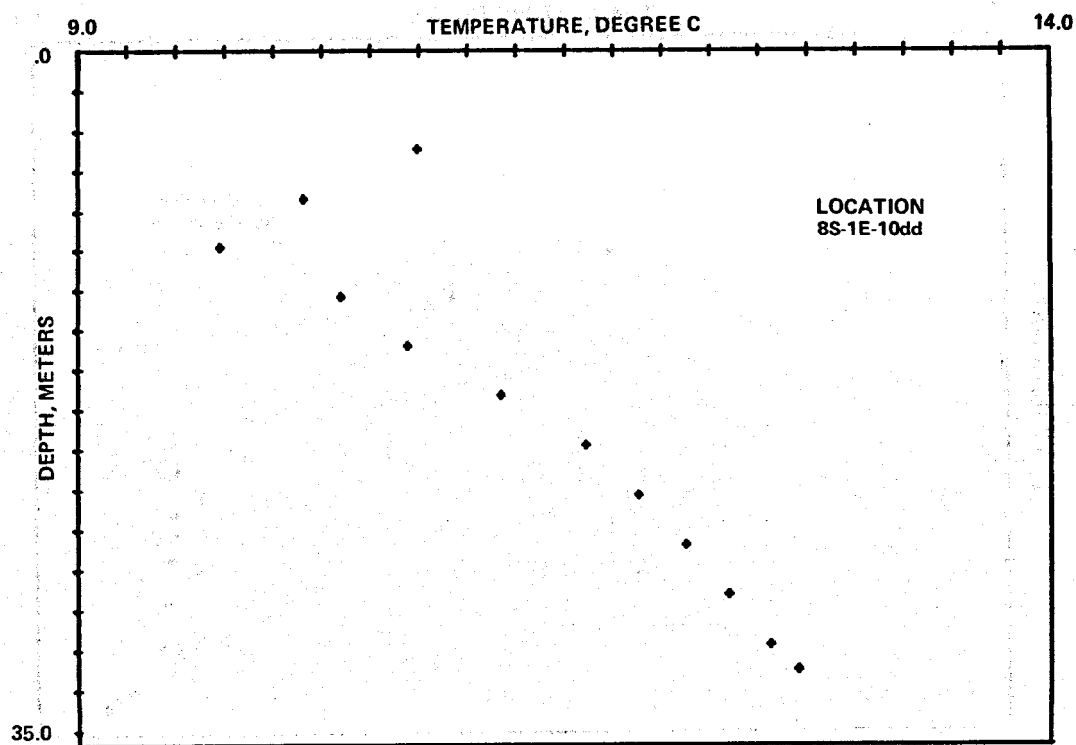 9.0
TEMPERATURE, DEGREE C
14.0
.0
LOCATION
8S-1E-10dd
DEPTH, METERS
35.0